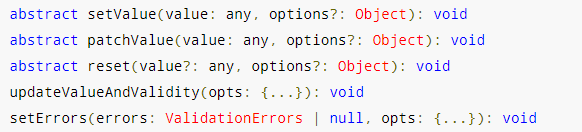 abstract setValue(value: any, options?: Object): void
abstract patchValue(value: any, options?: Object): void
abstract reset(value?: any, options?: Object): void
updateValueAndValidity(opts: {...}): void
setErrors(errors: ValidationErrors | null, opts: {...}): void